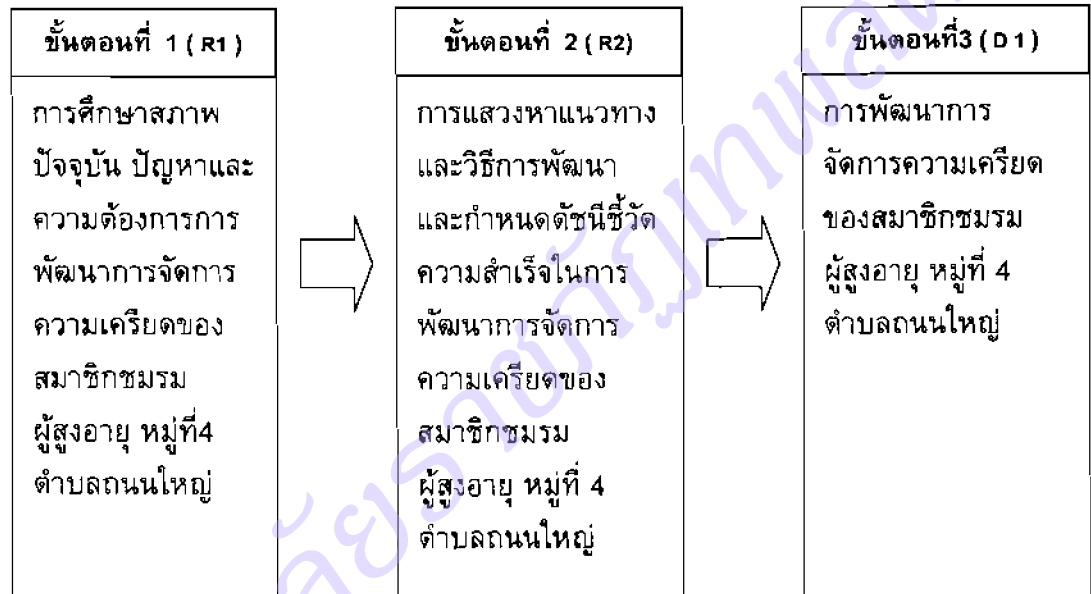 ขั้นตอนที่ 1 ( R1 )
การศึกษาสภาพ
ปัจจุบัน ปัญหาและ
ความต้องการการ
พัฒนาการจัดการ
ความเครียดของ
สมาชิกชมรม
ผู้สูงอายุ หมู่ที่4
ตำบลถนนใหญ่
ขั้นตอนที่ 2 ( R2)
การแสวงหาแนวทาง
และวิธีการพัฒนา
และกำหนดดัชนีชี้วัด
ความสำเร็จในการ
พัฒนาการจัดการ
ความเครียดของ
สมาชิกชมรม
ผู้สูงอายุ หมู่ที่ 4
ตำบลถนนใหญ่
ขั้นตอนที่3 ( D 1 )
การพัฒนาการ
จัดการความเครียด
ของสมาชิกชมรม
ผู้สูงอายุ หมู่ที่ 4
ตำบลถนนใหญ่